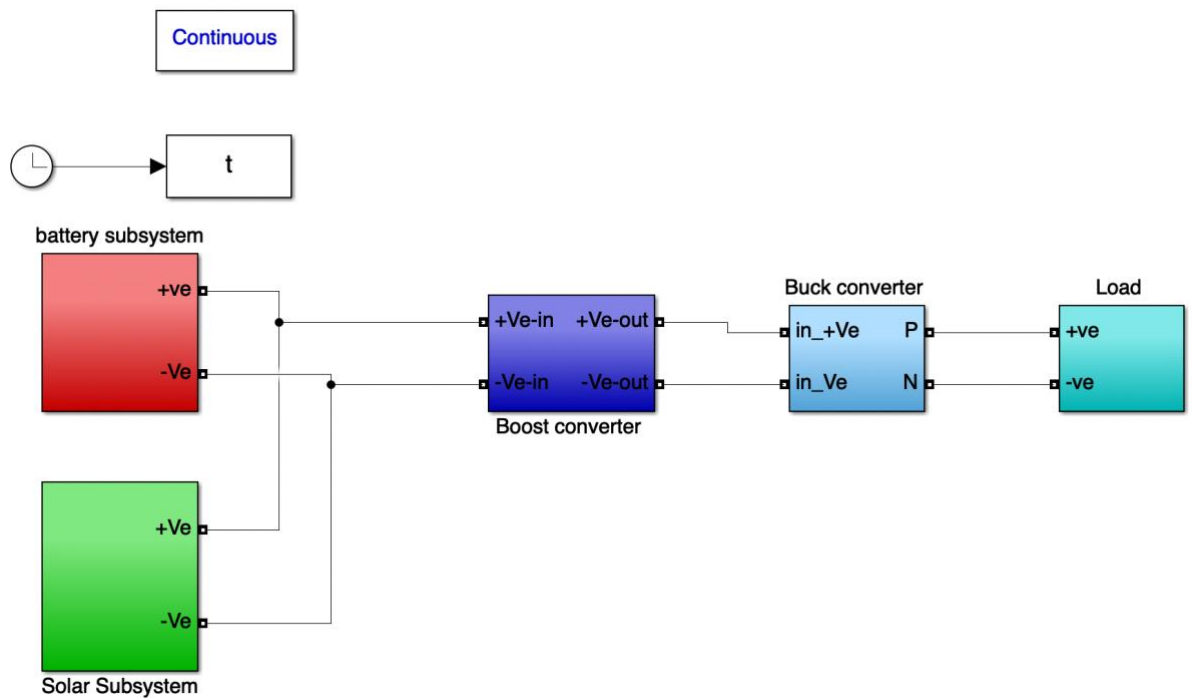 Continuous
t
battery subsystem
+ve
-Ve
+Ve-in
+Ve-out
-Ve-in
-Ve-out
Boost converter
Buck converter
in_+Ve
P
in_Ve
N
Load
+ve
-ve
+Ve
-Ve
Solar Subsystem